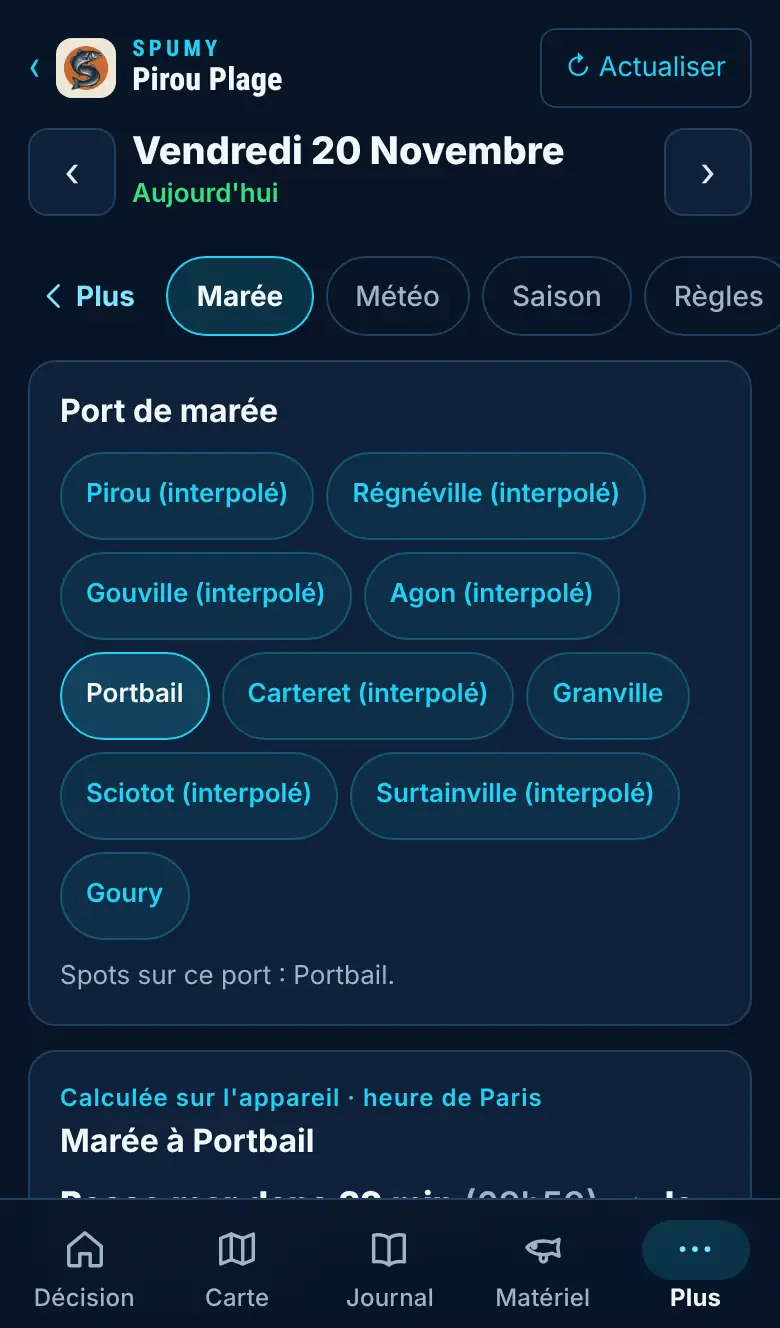 SPUMY
Pirou Plage
Actualiser
Vendredi 20 Novembre
Aujourd'hui
Plus
Marée
Météo
Saison
Règles
Port de marée
Pirou (interpolé)
Régnéville (interpolé)
Gouville (interpolé)
Agon (interpolé)
Portbail
Carteret (interpolé)
Granville
Sciotot (interpolé)
Surtainville (interpolé)
Goury
Spots sur ce port : Portbail.
Calculée sur l'appareil · heure de Paris
Marée à Portbail
Décision
Carte
Journal
Matériel
Plus